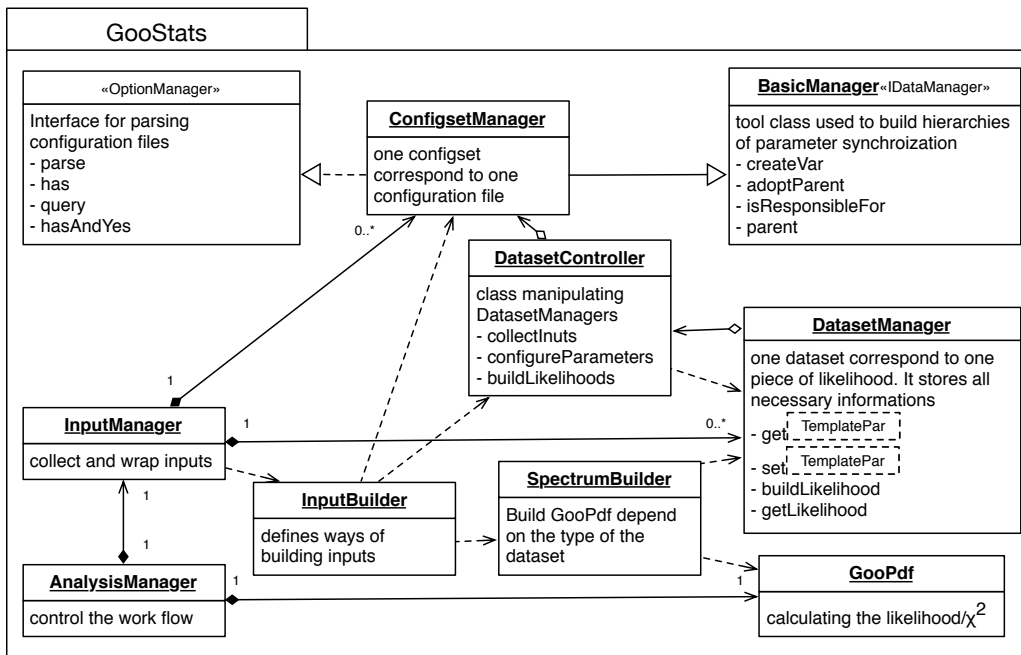 GooStats
«OptionManager»
Interface for parsing
configuration files
- parse
- has
- query
- hasAndYes
ConfigsetManager
one configset
correspond to one
configuration file
BasicManager«IDataManager»
tool class used to build hierarchies
of parameter synchroization
- createVar
- adoptParent
- isResponsibleFor
- parent
0..*
DatasetController
class manipulating
DatasetManagers
- collectInuts
- configureParameters
- buildLikelihoods
DatasetManager
one dataset correspond to one
piece of likelihood. It stores all
necessary informations
- get TemplatePar
- set TemplatePar
- buildLikelihood
- getLikelihood
1
InputManager
collect and wrap inputs
1
0..*
InputBuilder
defines ways of
building inputs
SpectrumBuilder
Build GooPdf depend
on the type of the
dataset
1
1
AnalysisManager
control the work flow
1
1
GooPdf
calculating the likelihood/χ²